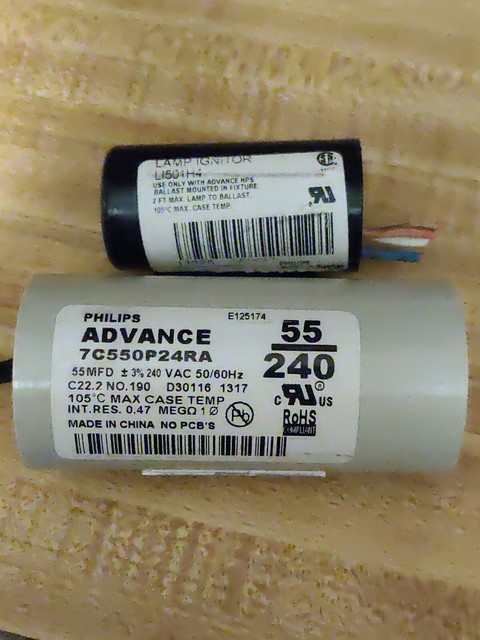 LAMP IGNITOR
LI501H4
USE ONLY WITH ADVANCE HPS
BALLAST MOUNTED IN FIXTURE.
2 FT MAX. LAMP TO BALLAST.
105°C MAX. CASE TEMP.
PHILIPS
E125174
ADVANCE
7C550P24RA
55
240
55MFD ± 3% 240 VAC 50/60Hz
C22.2 NO.190 D30116 1317
105°C MAX CASE TEMP
INT.RES. 0.47 MEGΩ 1Ø
MADE IN CHINA NO PCB'S
C US
RoHS
COMPLIANT